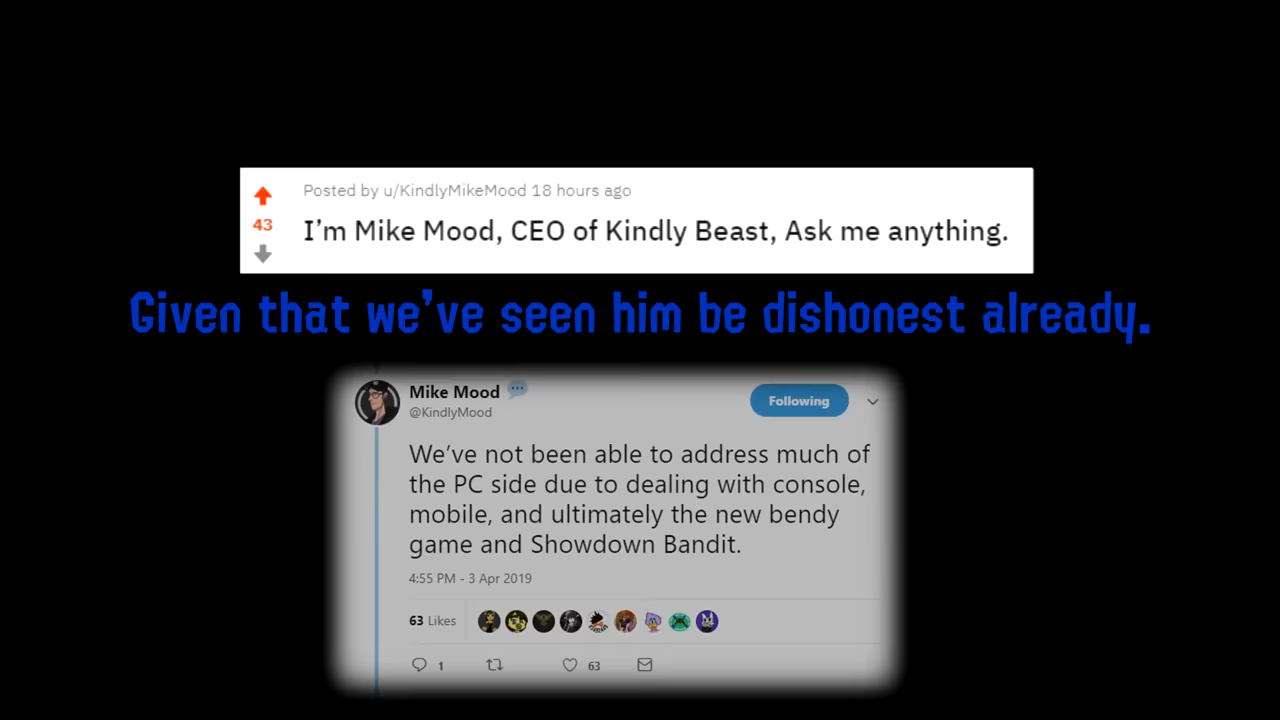 Posted by u/KindlyMikeMood 18 hours ago
43
I'm Mike Mood, CEO of Kindly Beast, Ask me anything.
Given that we've seen him be dishonest already.
Mike Mood
Following
@KindlyMood
We've not been able to address much of
the PC side due to dealing with console,
mobile, and ultimately the new bendy
game and Showdown Bandit.
4:55 PM - 3 Apr 2019
63 Likes
1 63